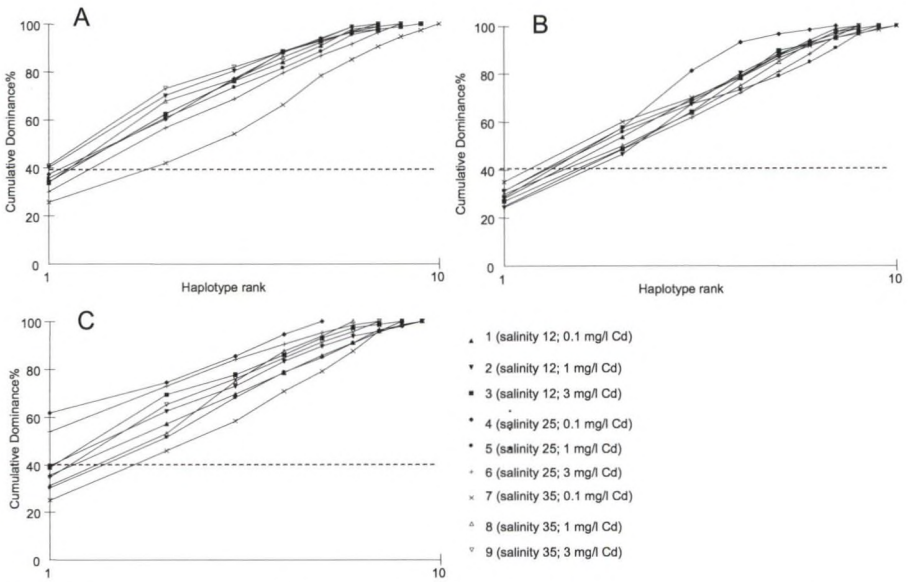 A
Cumulative Dominance%
100
80
60
40
20
0
1
10
Haplotype rank
B
Cumulative Dominance%
100
80
60
40
20
0
1
10
Haplotype rank
C
Cumulative Dominance%
100
80
60
40
20
0
1
10
1 (salinity 12; 0.1 mg/l Cd)
2 (salinity 12; 1 mg/l Cd)
3 (salinity 12; 3 mg/l Cd)
4 (salinity 25; 0.1 mg/l Cd)
5 (salinity 25; 1 mg/l Cd)
6 (salinity 25; 3 mg/l Cd)
7 (salinity 35; 0.1 mg/l Cd)
8 (salinity 35; 1 mg/l Cd)
9 (salinity 35; 3 mg/l Cd)